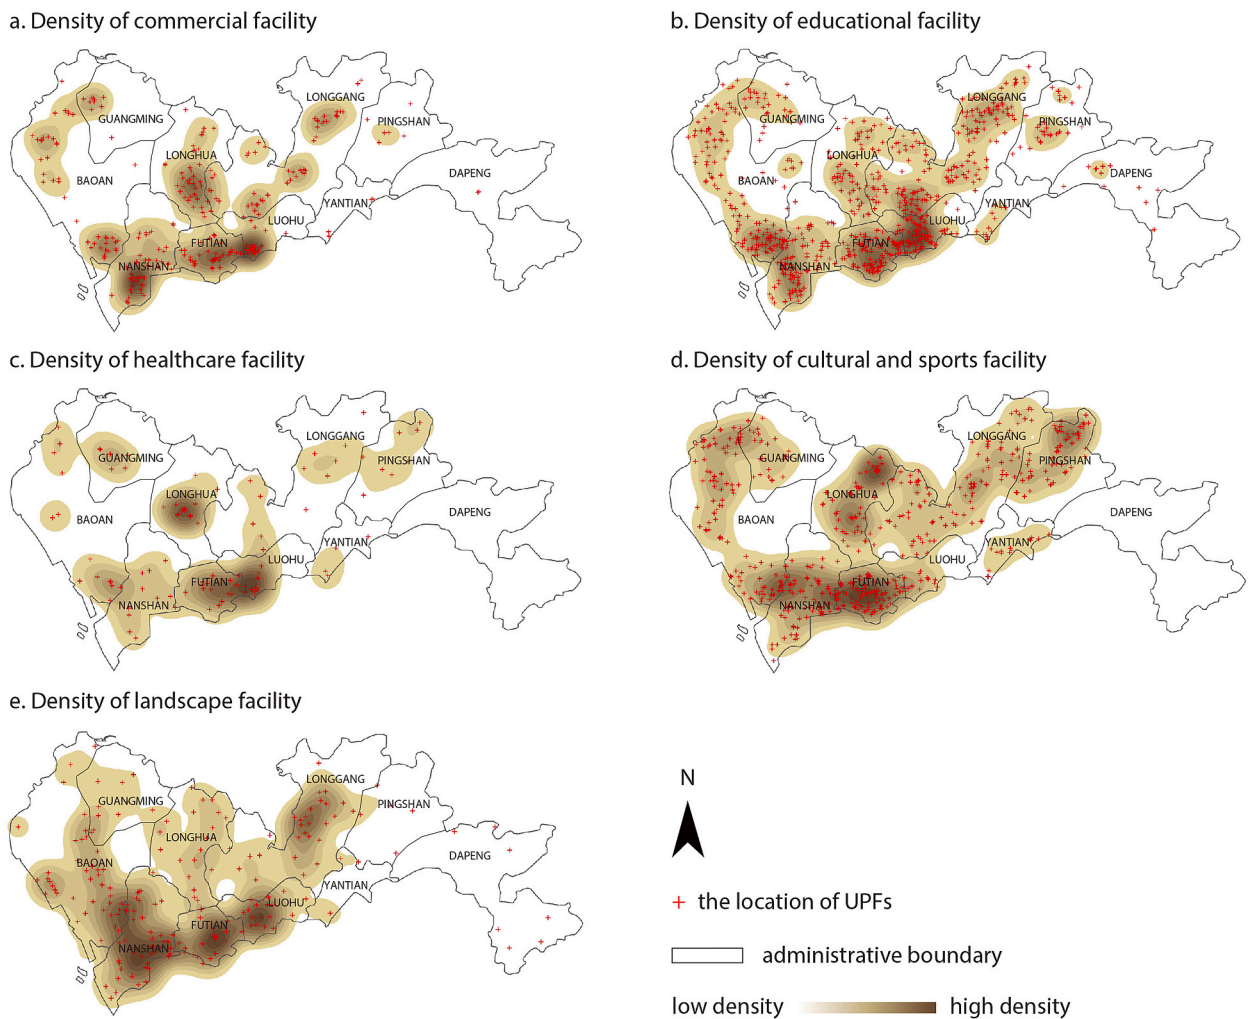 a. Density of commercial facility
LONGGANG
GUANGMING
PINGSHAN
LONGHUA
BAOAN
DAPENG
YANTIAN
LUOHU
FUTIAN
NANSHAN
b. Density of educational facility
LONGGANG
GUANGMING
PINGSHAN
LONGHUA
BAOAN
DAPENG
YANTIAN
LUOHU
FUTIAN
NANSHAN
c. Density of healthcare facility
LONGGANG
GUANGMING
PINGSHAN
LONGHUA
BAOAN
DAPENG
YANTIAN
LUOHU
FUTIAN
NANSHAN
d. Density of cultural and sports facility
LONGGANG
GUANGMING
PINGSHAN
LONGHUA
BAOAN
DAPENG
YANTIAN
LUOHU
FUTIAN
NANSHAN
e. Density of landscape facility
LONGGANG
GUANGMING
PINGSHAN
LONGHUA
BAOAN
DAPENG
YANTIAN
LUOHU
FUTIAN
NANSHAN
N
the location of UPFs
administrative boundary
low density high density